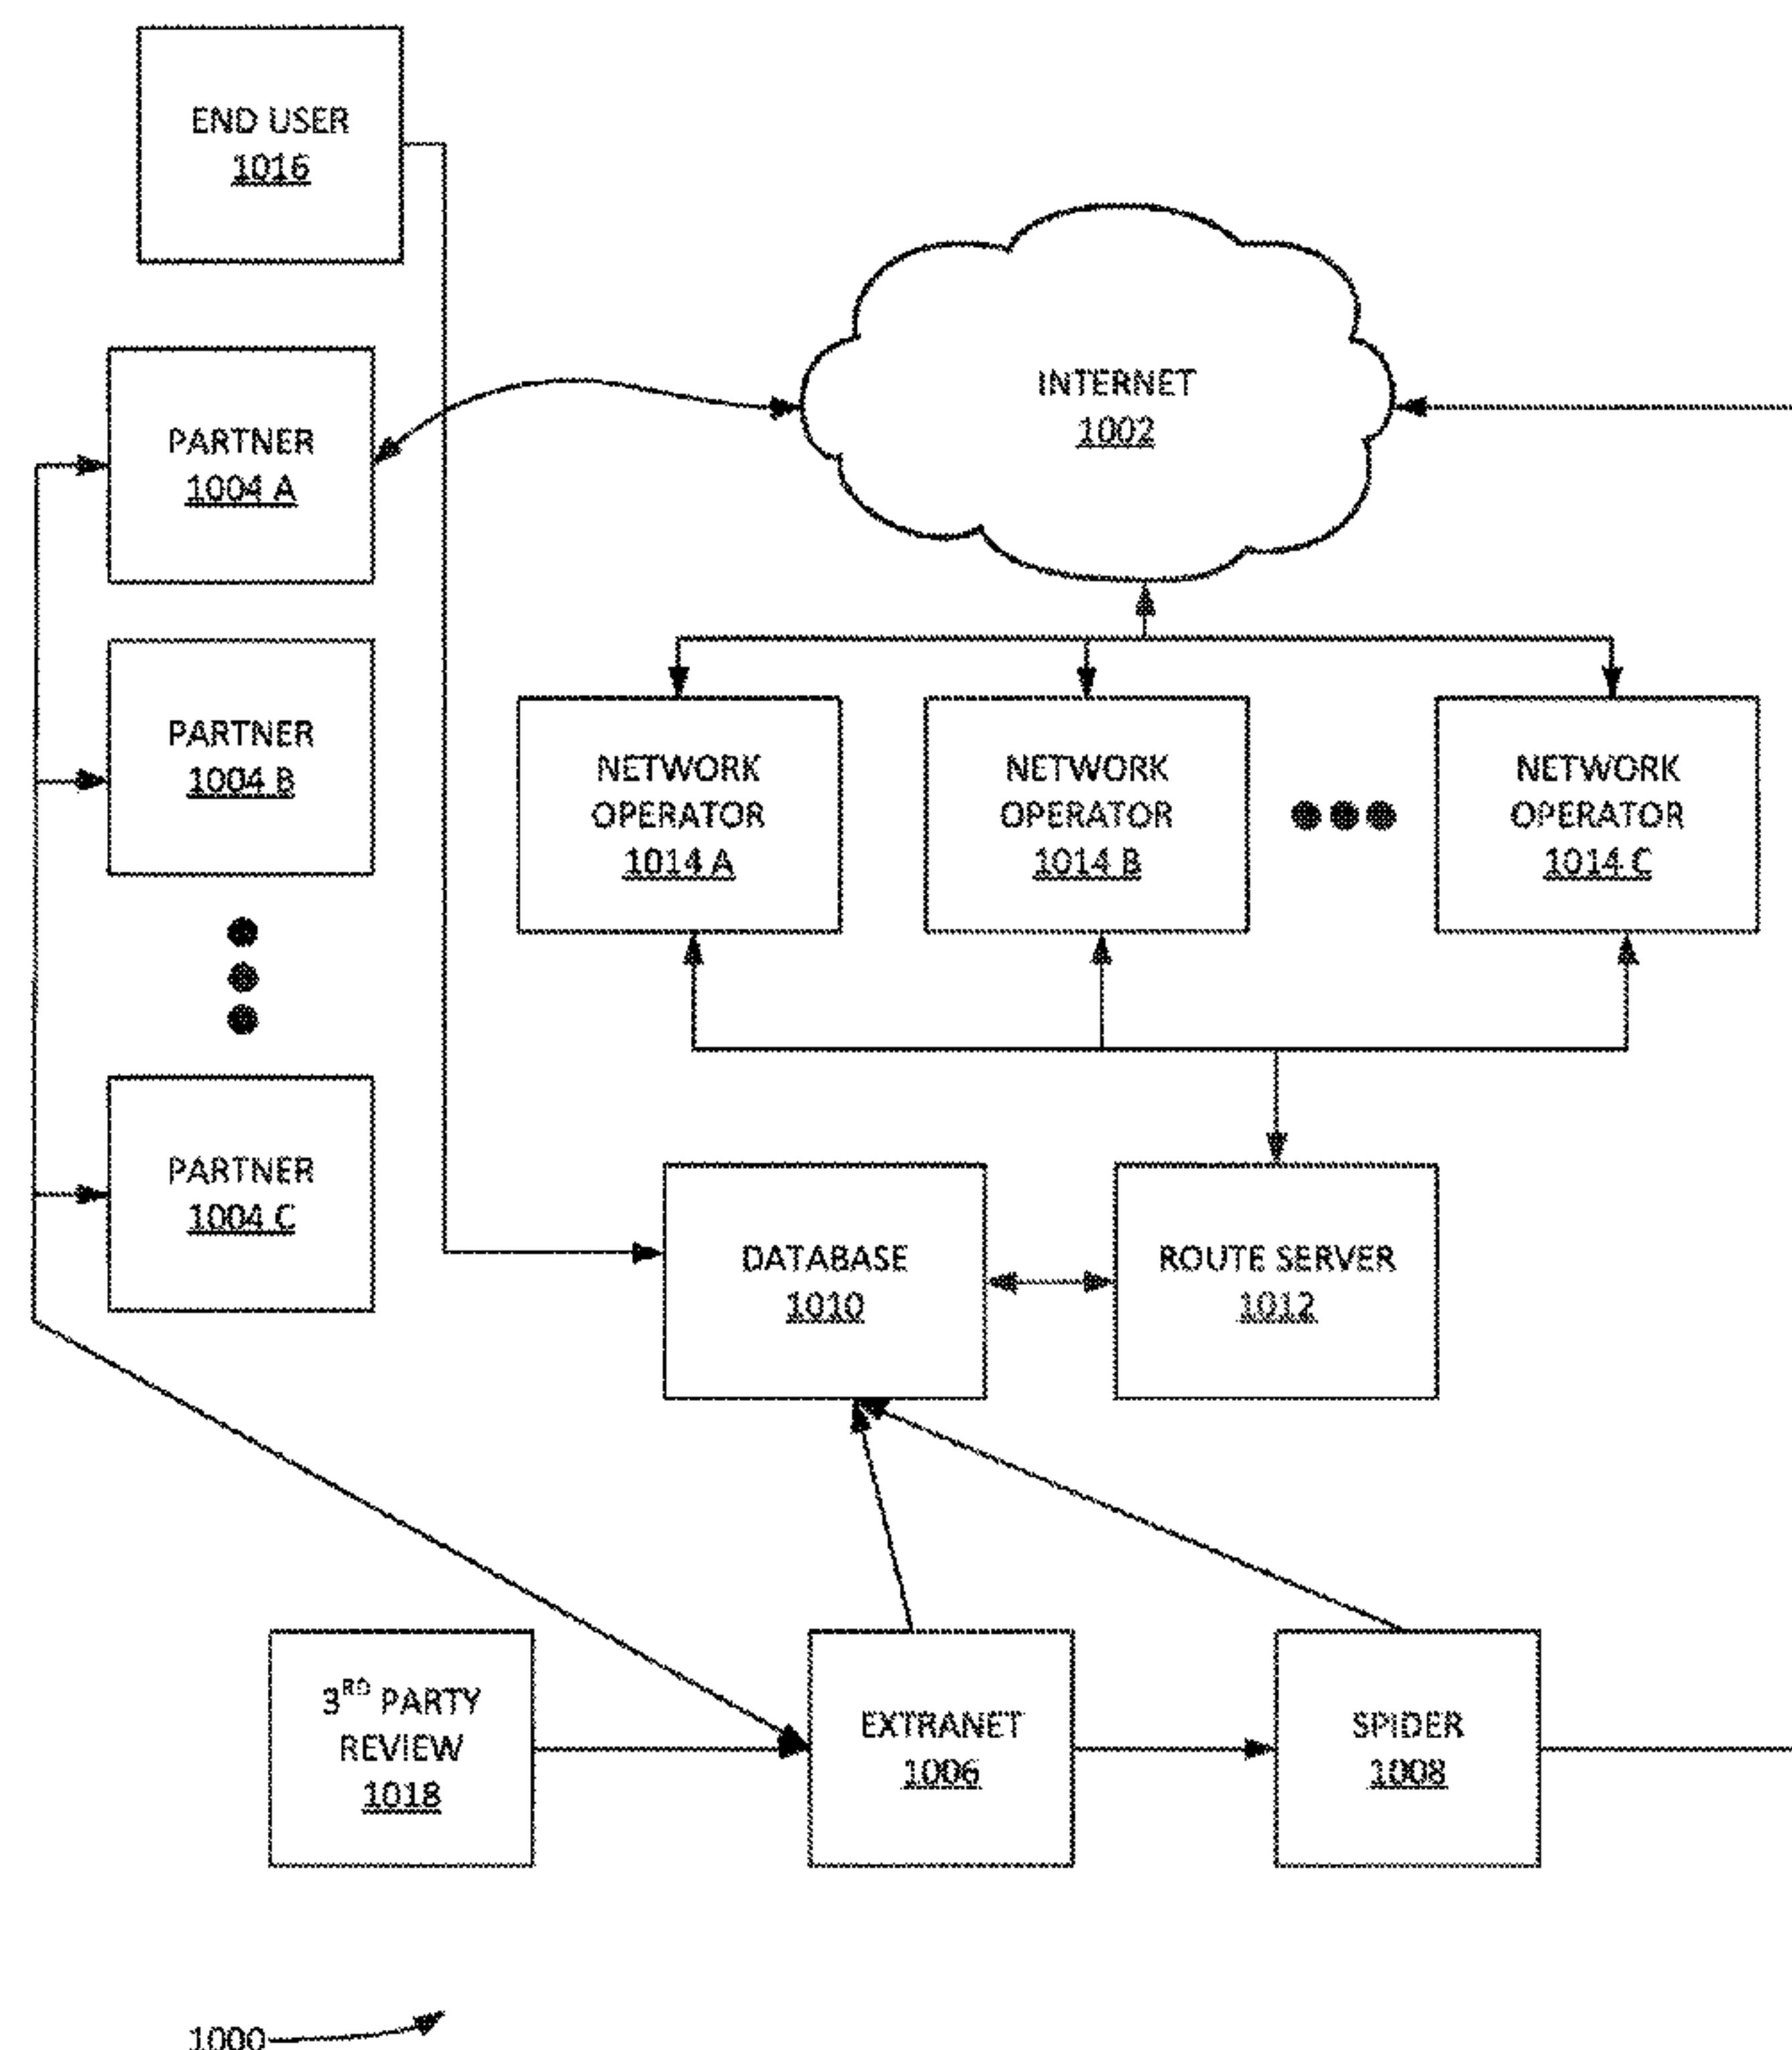 END USER
1016
INTERNET
1002
PARTNER
1004 A
PARTNER
1004 B
NETWORK
OPERATOR
1014 A
NETWORK
OPERATOR
1014 B
NETWORK
OPERATOR
1014 C
PARTNER
1004 C
DATABASE
1010
ROUTE SERVER
1012
3RD PARTY
REVIEW
1018
EXTRANET
1006
SPIDER
1008
1000